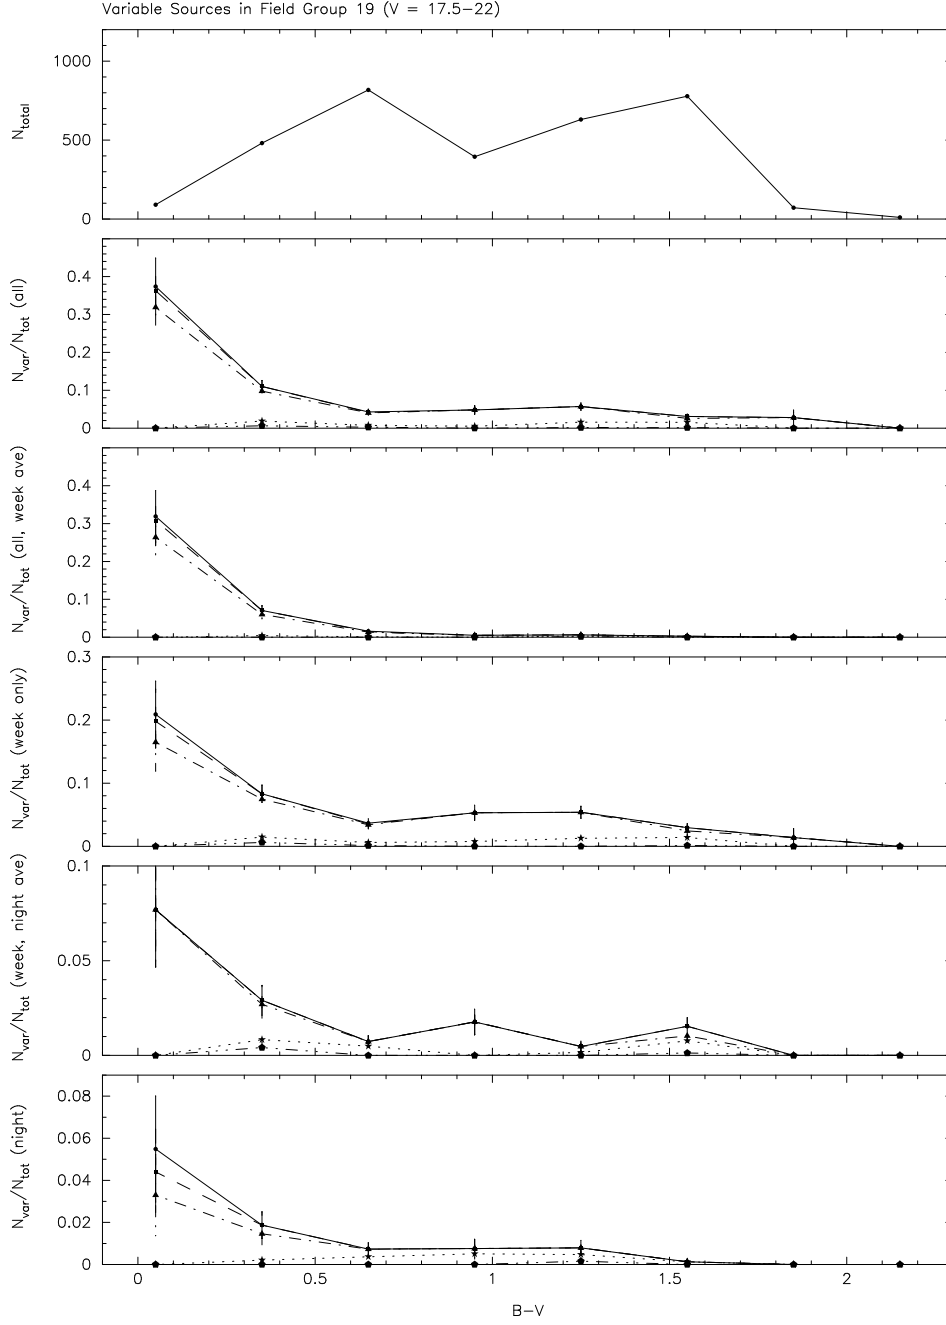 Variable Sources in Field Group 19 (V = 17.5−22)
N_total
1000
500
0
N_var/N_tot (all)
0.4
0.3
0.2
0.1
0
N_var/N_tot (all, week ave)
0.4
0.3
0.2
0.1
0
N_var/N_tot (week only)
0.3
0.2
0.1
0
N_var/N_tot (week, night ave)
0.1
0.05
0
N_var/N_tot (night)
0.08
0.06
0.04
0.02
0
0 0.5 1 1.5 2
B−V